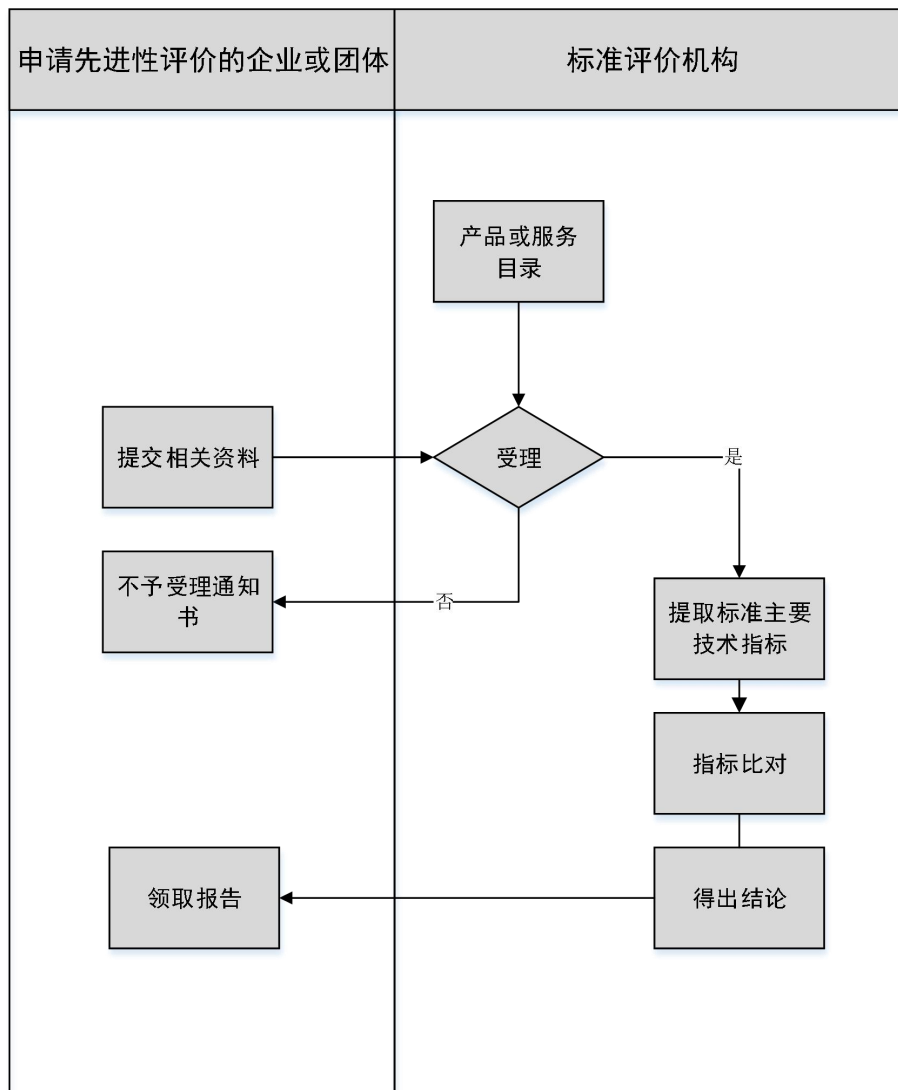 申请先进性评价的企业或团体
标准评价机构
产品或服务
目录
提交相关资料
受理
是
不予受理通知
书
否
提取标准主要
技术指标
指标比对
领取报告
得出结论